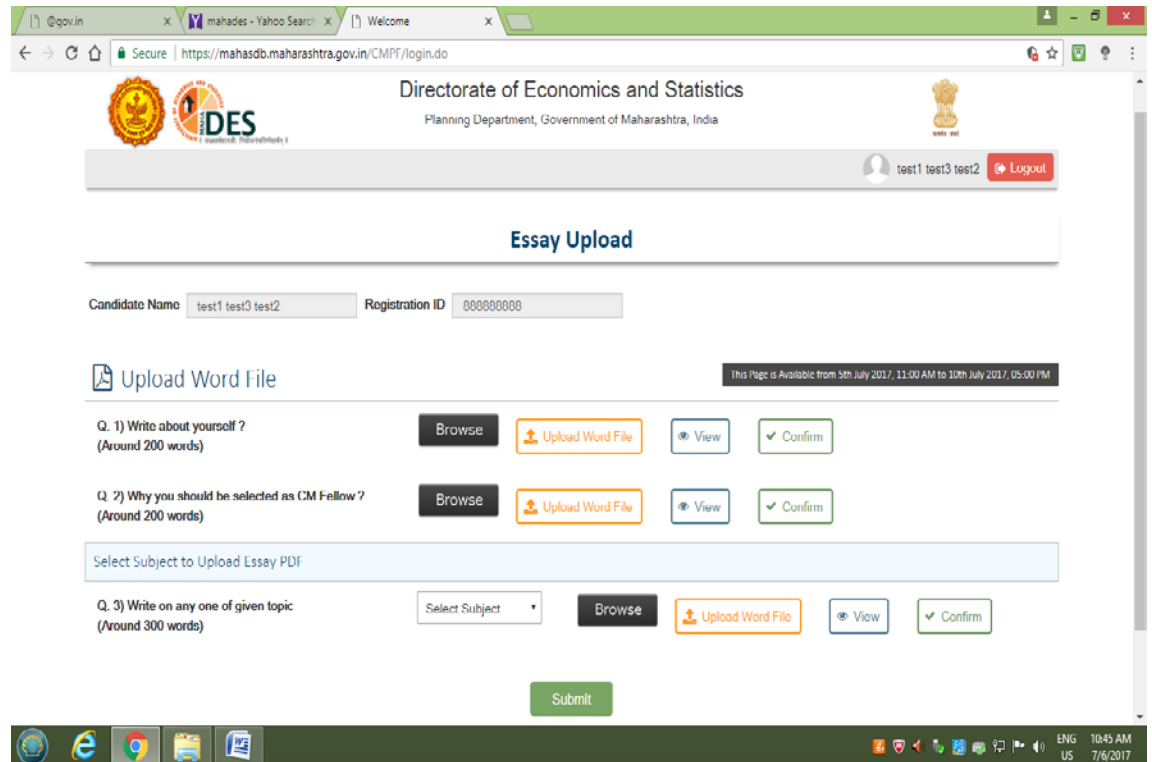 @gov.in
mahades - Yahoo Search
Welcome
Secure | https://mahasdb.maharashtra.gov.in/CMPF/login.do
DES
MAHA
Directorate of Economics and Statistics
Planning Department, Government of Maharashtra, India
test1 test3 test2 Logout
Essay Upload
Candidate Name test1 test3 test2 Registration ID 888888888
Upload Word File
This Page is Available from 5th July 2017, 11:00 AM to 10th July 2017, 05:00 PM
Q. 1) Write about yourself ?
(Around 200 words)
Browse Upload Word File View Confirm
Q. 2) Why you should be selected as CM Fellow ?
(Around 200 words)
Browse Upload Word File View Confirm
Select Subject to Upload Essay PDF
Q. 3) Write on any one of given topic
(Around 300 words)
Select Subject Browse Upload Word File View Confirm
Submit
ENG 10:45 AM
US 7/6/2017